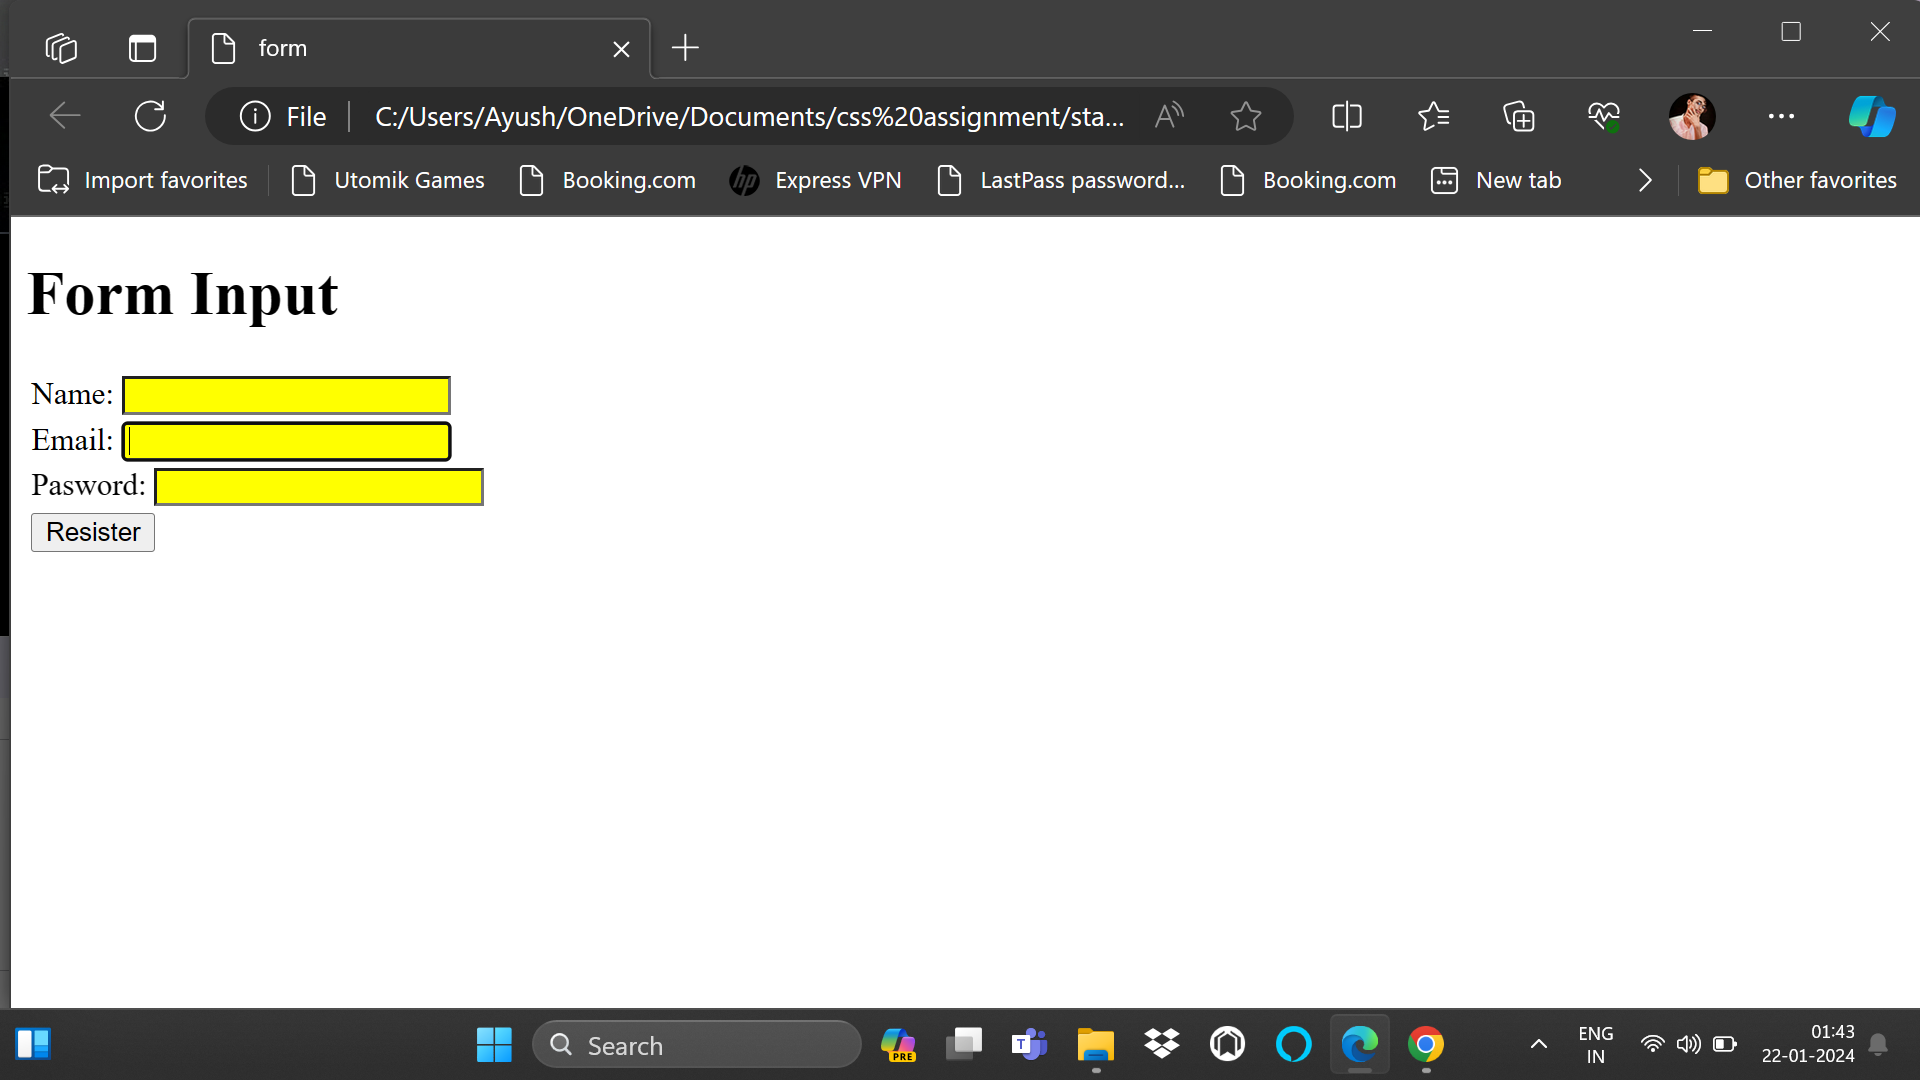 form
File
C:/Users/Ayush/OneDrive/Documents/css%20assignment/sta...
Import favorites
Utomik Games
Booking.com
Express VPN
LastPass password...
Booking.com
New tab
Other favorites
Form Input
Name:
Email:
Pasword:
Resister
Search
PRE
ENG
IN
01:43
22-01-2024